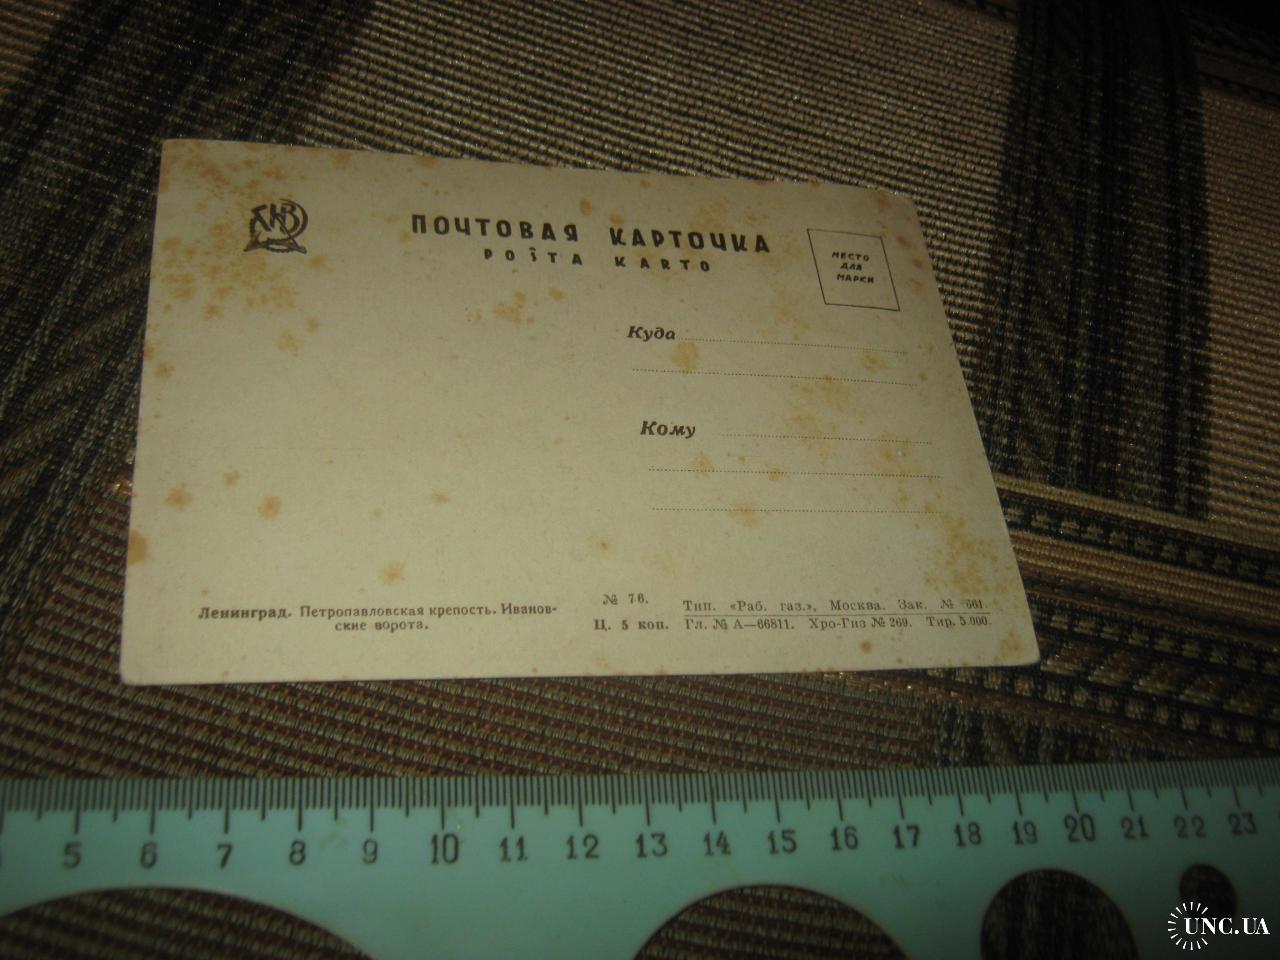 ПОЧТОВАЯ КАРТОЧКА
POŜTA KARTO
МЕСТО
ДЛЯ
МАРКИ
Куда
Кому
Ленинград. Петропавловская крепость. Иванов-
ские ворота.
№ 76.
Ц. 5 коп.
Тип. «Раб. газ.», Москва. Зак. № 661.
Гл. № А—66811. Хро-Гиз № 269. Тир. 5.000.
5 6 7 8 9 10 11 12 13 14 15 16 17 18 19 20 21 22 23
UNC.UA